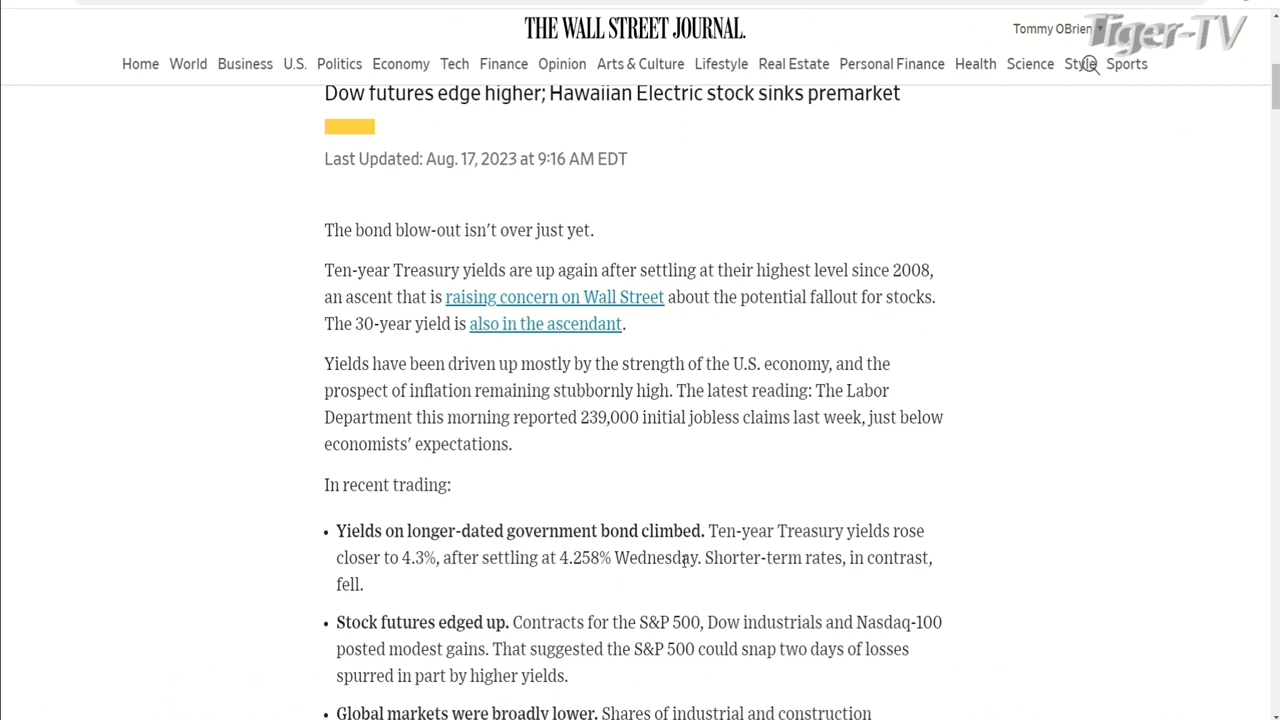 THE WALL STREET JOURNAL.
Tommy OBrien
Tiger-TV
Home World Business U.S. Politics Economy Tech Finance Opinion Arts & Culture Lifestyle Real Estate Personal Finance Health Science Style Sports
Dow futures edge higher; Hawaiian Electric stock sinks premarket
Last Updated: Aug. 17, 2023 at 9:16 AM EDT
The bond blow-out isn't over just yet.
Ten-year Treasury yields are up again after settling at their highest level since 2008,
an ascent that is raising concern on Wall Street about the potential fallout for stocks.
The 30-year yield is also in the ascendant.
Yields have been driven up mostly by the strength of the U.S. economy, and the
prospect of inflation remaining stubbornly high. The latest reading: The Labor
Department this morning reported 239,000 initial jobless claims last week, just below
economists' expectations.
In recent trading:
• Yields on longer-dated government bond climbed. Ten-year Treasury yields rose
closer to 4.3%, after settling at 4.258% Wednesday. Shorter-term rates, in contrast,
fell.
• Stock futures edged up. Contracts for the S&P 500, Dow industrials and Nasdaq-100
posted modest gains. That suggested the S&P 500 could snap two days of losses
spurred in part by higher yields.
• Global markets were broadly lower. Shares of industrial and construction